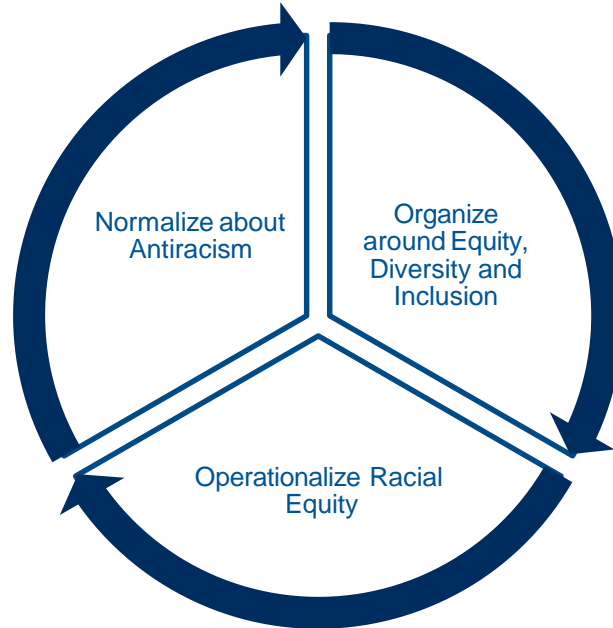 Normalize about
Antiracism
Organize
around Equity,
Diversity and
Inclusion
Operationalize Racial
Equity